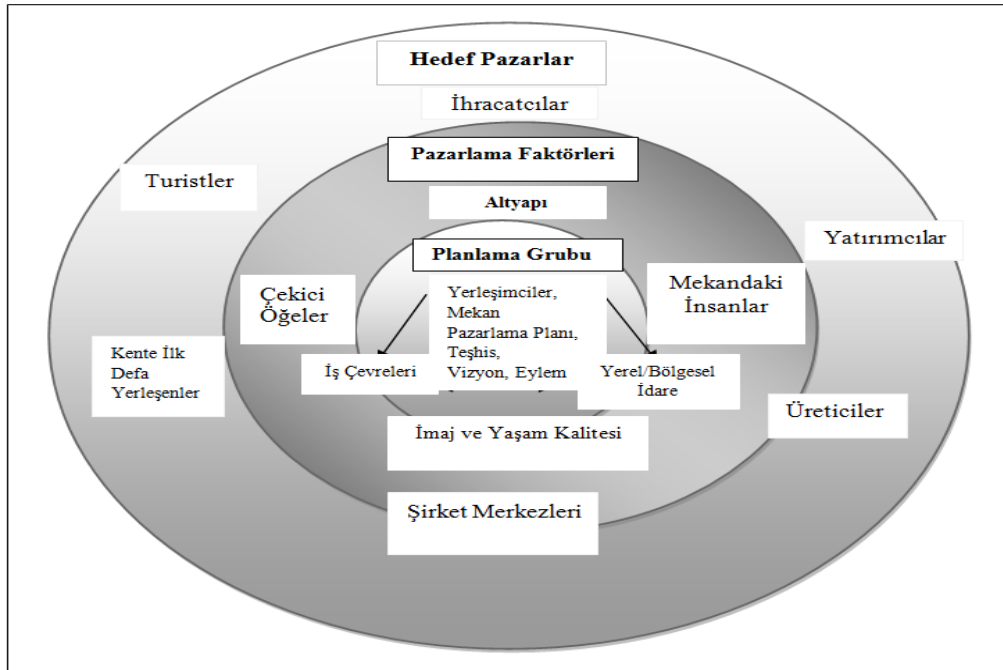 Hedef Pazarlar
İhracatcılar
Pazarlama Faktörleri
Turistler
Altyapı
Yatırımcılar
Planlama Grubu
Çekici
Öğeler
Yerleşimciler,
Mekan
Pazarlama Planı,
Teşhis,
Vizyon, Eylem
Mekandaki
İnsanlar
Kente İlk
Defa
Yerleşenler
İş Çevreleri
Yerel/Bölgesel
İdare
Üreticiler
İmaj ve Yaşam Kalitesi
Şirket Merkezleri